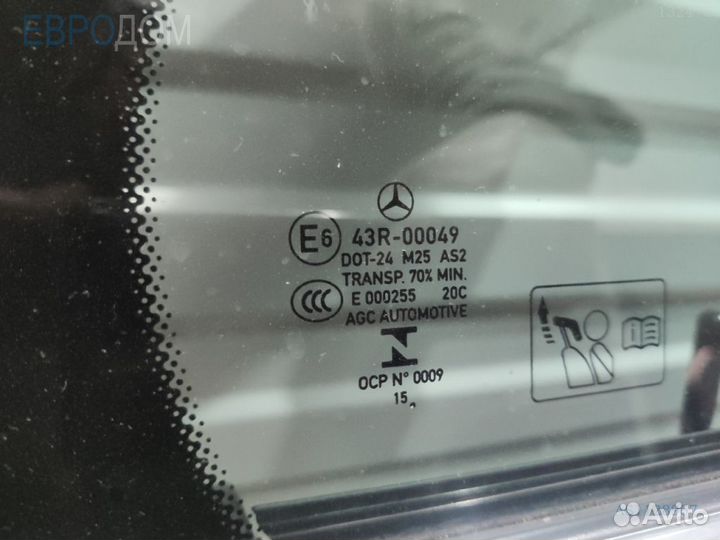 ЕВРОДОМ
E6 43R-00049
DOT-24 M25 AS2
TRANSP. 70% MIN.
CCC E 000255 20C
AGC AUTOMOTIVE
OCP N° 0009
15
Avito